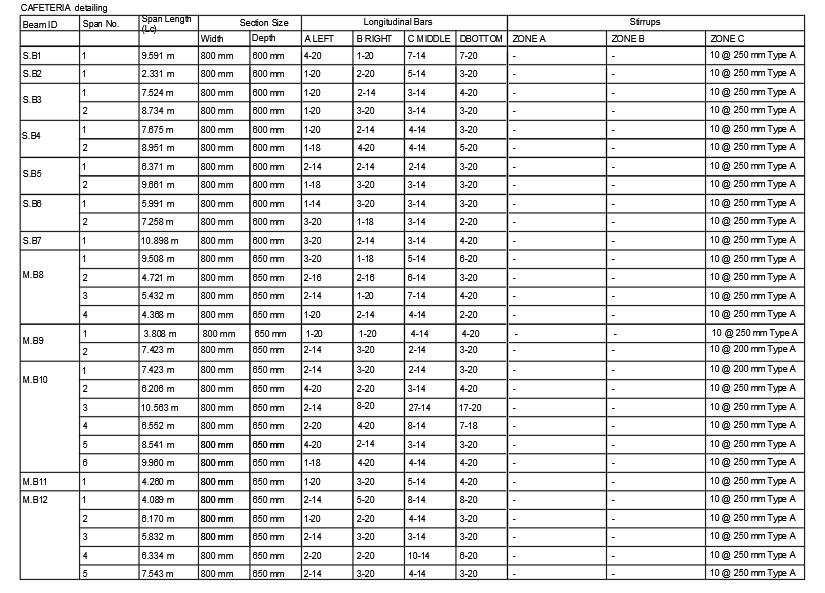 CAFETERIA detailing
Beam ID Span No. Span Length (Lc) Section Size Longitudinal Bars Stirrups
Width Depth A LEFT B RIGHT C MIDDLE DBOTTOM ZONE A ZONE B ZONE C
S.B1 1 9.591 m 800 mm 600 mm 4-20 1-20 7-14 7-20 - - 10 @ 250 mm Type A
S.B2 1 2.331 m 800 mm 600 mm 1-20 2-20 5-14 3-20 - - 10 @ 250 mm Type A
S.B3 1 7.524 m 800 mm 600 mm 1-20 2-14 3-14 4-20 - - 10 @ 250 mm Type A
2 8.734 m 800 mm 600 mm 1-20 3-20 3-14 3-20 - - 10 @ 250 mm Type A
S.B4 1 7.675 m 800 mm 600 mm 1-20 2-14 4-14 3-20 - - 10 @ 250 mm Type A
2 8.951 m 800 mm 600 mm 1-18 4-20 4-14 5-20 - - 10 @ 250 mm Type A
S.B5 1 6.371 m 800 mm 600 mm 2-14 2-14 2-14 3-20 - - 10 @ 250 mm Type A
2 9.661 m 800 mm 600 mm 1-18 3-20 3-14 3-20 - - 10 @ 250 mm Type A
S.B6 1 5.991 m 800 mm 600 mm 1-14 3-20 3-14 3-20 - - 10 @ 250 mm Type A
2 7.258 m 800 mm 600 mm 3-20 1-18 3-14 2-20 - - 10 @ 250 mm Type A
S.B7 1 10.898 m 800 mm 600 mm 3-20 2-14 3-14 4-20 - - 10 @ 250 mm Type A
M.B8 1 9.508 m 800 mm 600 mm 3-20 1-18 5-14 6-20 - - 10 @ 250 mm Type A
2 4.721 m 800 mm 600 mm 2-16 2-16 6-14 3-20 - - 10 @ 250 mm Type A
3 5.432 m 800 mm 600 mm 2-14 1-20 7-14 4-20 - - 10 @ 250 mm Type A
4 4.368 m 800 mm 600 mm 1-20 2-14 4-14 2-20 - - 10 @ 250 mm Type A
M.B9 1 3.808 m 800 mm 650 mm 1-20 1-20 4-14 4-20 - - 10 @ 250 mm Type A
2 7.423 m 800 mm 650 mm 2-14 3-20 2-14 3-20 - - 10 @ 200 mm Type A
M.B10 1 7.423 m 800 mm 650 mm 2-14 3-20 2-14 3-20 - - 10 @ 200 mm Type A
2 6.206 m 800 mm 650 mm 4-20 2-20 3-14 4-20 - - 10 @ 250 mm Type A
3 10.563 m 800 mm 650 mm 2-14 8-20 27-14 17-20 - - 10 @ 250 mm Type A
4 6.552 m 800 mm 650 mm 2-20 4-20 8-14 7-18 - - 10 @ 250 mm Type A
5 8.541 m 800 mm 650 mm 4-20 2-14 3-14 3-20 - - 10 @ 250 mm Type A
6 9.960 m 800 mm 650 mm 1-18 4-20 4-14 4-20 - - 10 @ 250 mm Type A
M.B11 1 4.260 m 800 mm 650 mm 1-20 3-20 5-14 4-20 - - 10 @ 250 mm Type A
M.B12 1 4.089 m 800 mm 650 mm 2-14 5-20 8-14 8-20 - - 10 @ 250 mm Type A
2 6.170 m 800 mm 650 mm 1-20 2-20 4-14 3-20 - - 10 @ 250 mm Type A
3 5.832 m 800 mm 650 mm 2-14 3-20 3-14 3-20 - - 10 @ 250 mm Type A
4 6.334 m 800 mm 650 mm 2-20 2-20 10-14 6-20 - - 10 @ 250 mm Type A
5 7.543 m 800 mm 650 mm 2-14 3-20 4-14 3-20 - - 10 @ 250 mm Type A